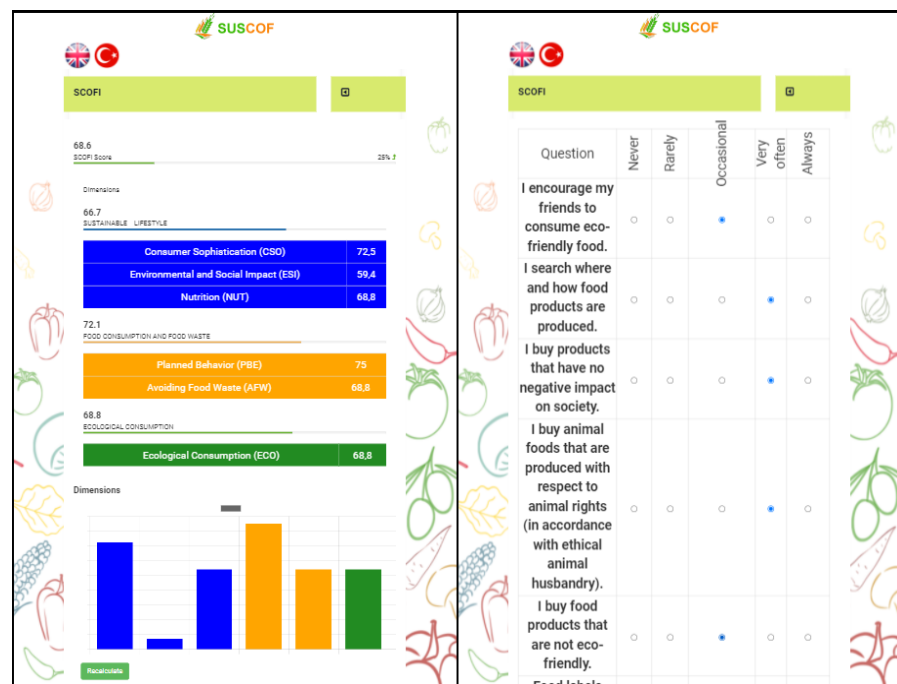 SUSCOF
SCOFI
68.6
SCOFI Score
25%
Dimensions
66.7
SUSTAINABLE LIFESTYLE
Consumer Sophistication (CSO) 72,5
Environmental and Social Impact (ESI) 59,4
Nutrition (NUT) 68,8
72.1
FOOD CONSUMPTION AND FOOD WASTE
Planned Behavior (PBE) 75
Avoiding Food Waste (AFW) 68,8
68.8
ECOLOGICAL CONSUMPTION
Ecological Consumption (ECO) 68,8
Dimensions
Recalculate
SUSCOF
SCOFI
Question
Never
Rarely
Occasional
Very
often
Always
I encourage my
friends to
consume eco-
friendly food.
I search where
and how food
products are
produced.
I buy products
that have no
negative impact
on society.
I buy animal
foods that are
produced with
respect to
animal rights
(in accordance
with ethical
animal
husbandry).
I buy food
products that
are not eco-
friendly.
Food labels